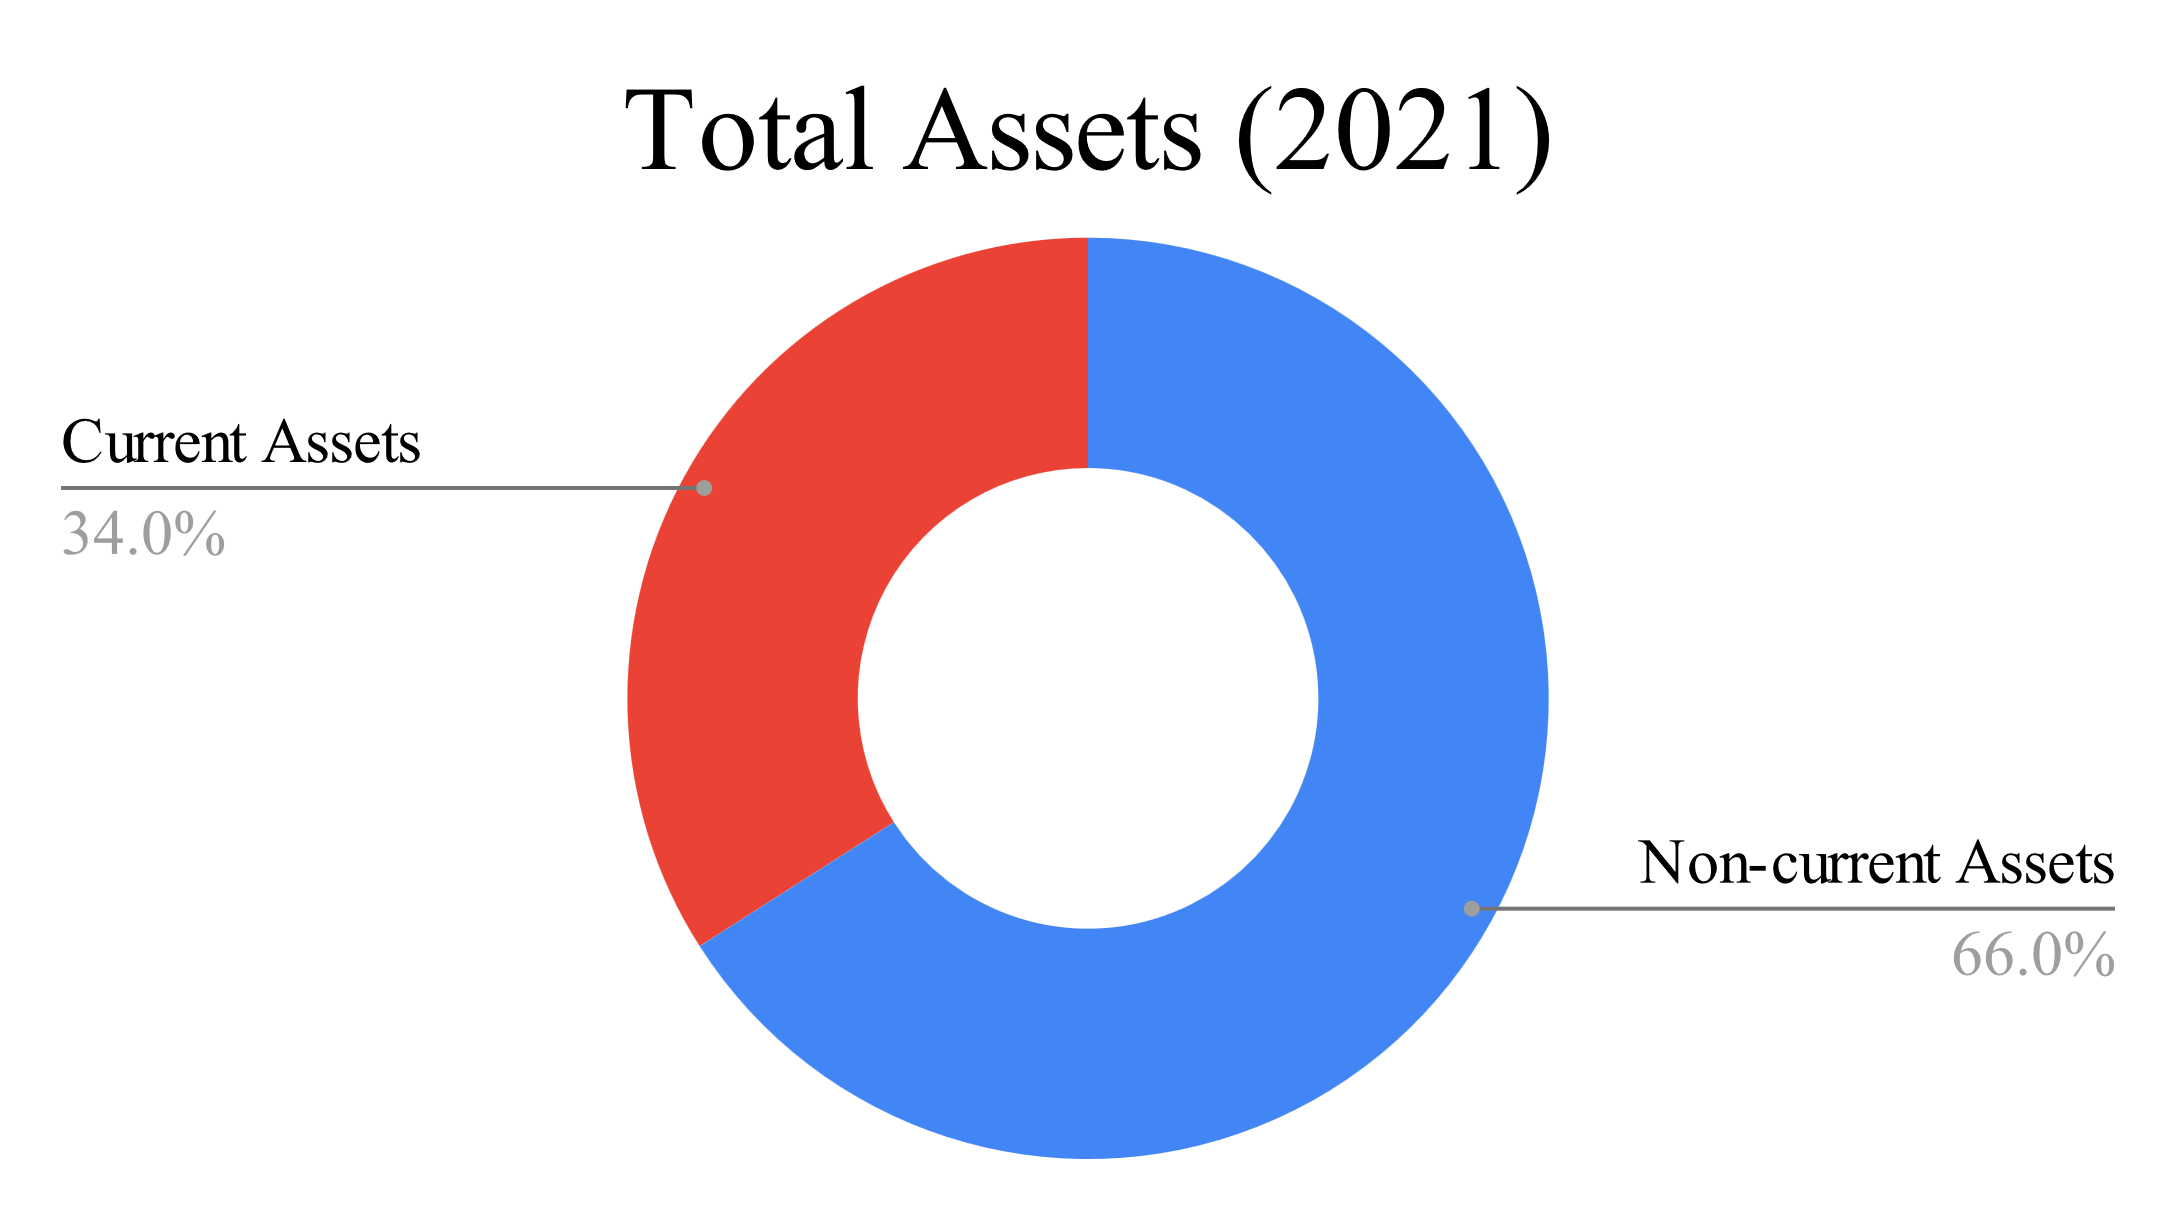 Total Assets (2021)
Current Assets
34.0%
Non-current Assets
66.0%